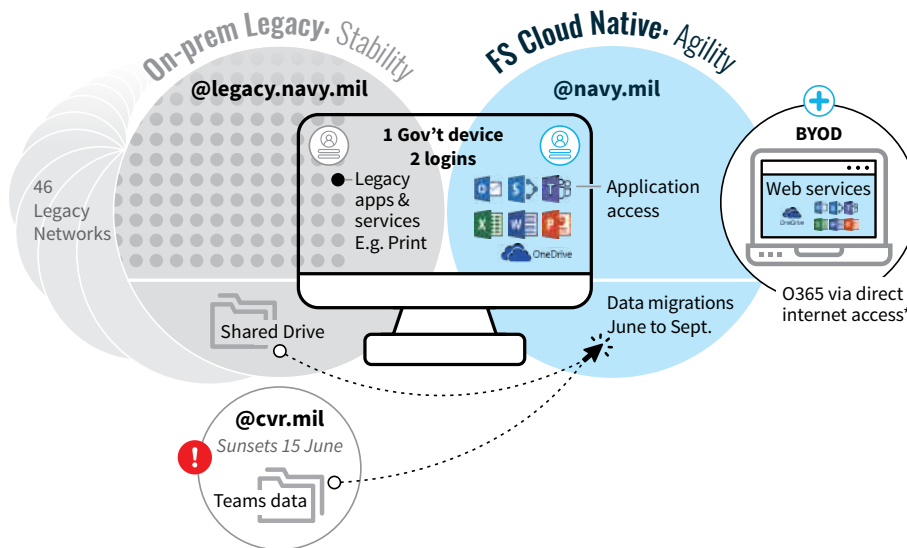 On-prem Legacy· Stability
FS Cloud Native· Agility
@legacy.navy.mil
@navy.mil
1 Gov't device
2 logins
BYOD
Web services
OneDrive
46
Legacy
Networks
Legacy
apps &
services
E.g. Print
OneDrive
Application
access
O365 via direct
internet access*
Shared Drive
Data migrations
June to Sept.
@cvr.mil
Sunsets 15 June
!
Teams data